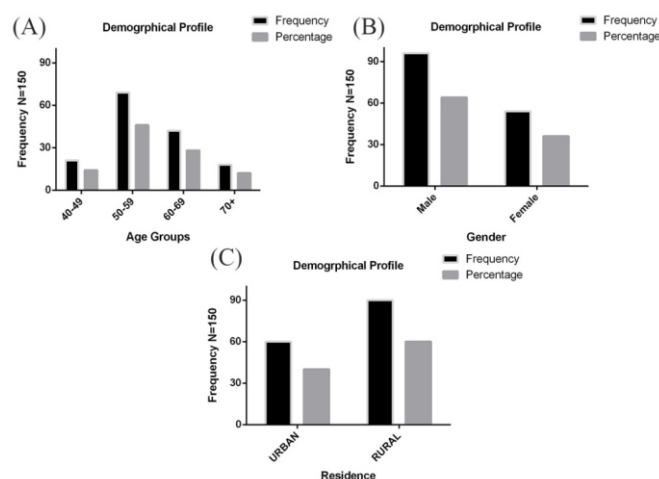 (A)
Demogrphical Profile
Frequency
Percentage
Frequency N=150
90
60
30
0
40-49
50-59
60-69
70+
Age Groups
(B)
Demogrphical Profile
Frequency
Percentage
Frequency N=150
90
60
30
0
Male
Female
Gender
(C)
Demogrphical Profile
Frequency
Percentage
Frequency N=150
90
60
30
0
URBAN
RURAL
Residence